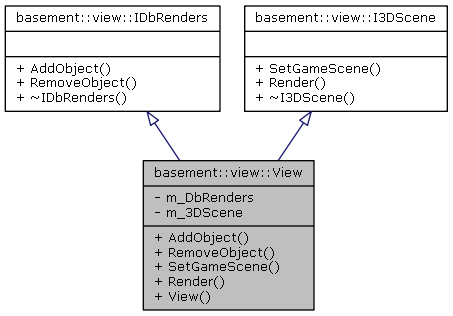 basement::view::IDbRenders
+ AddObject()
+ RemoveObject()
+ ~IDbRenders()
basement::view::I3DScene
+ SetGameScene()
+ Render()
+ ~I3DScene()
basement::view::View
- m_DbRenders
- m_3DScene
+ AddObject()
+ RemoveObject()
+ SetGameScene()
+ Render()
+ View()